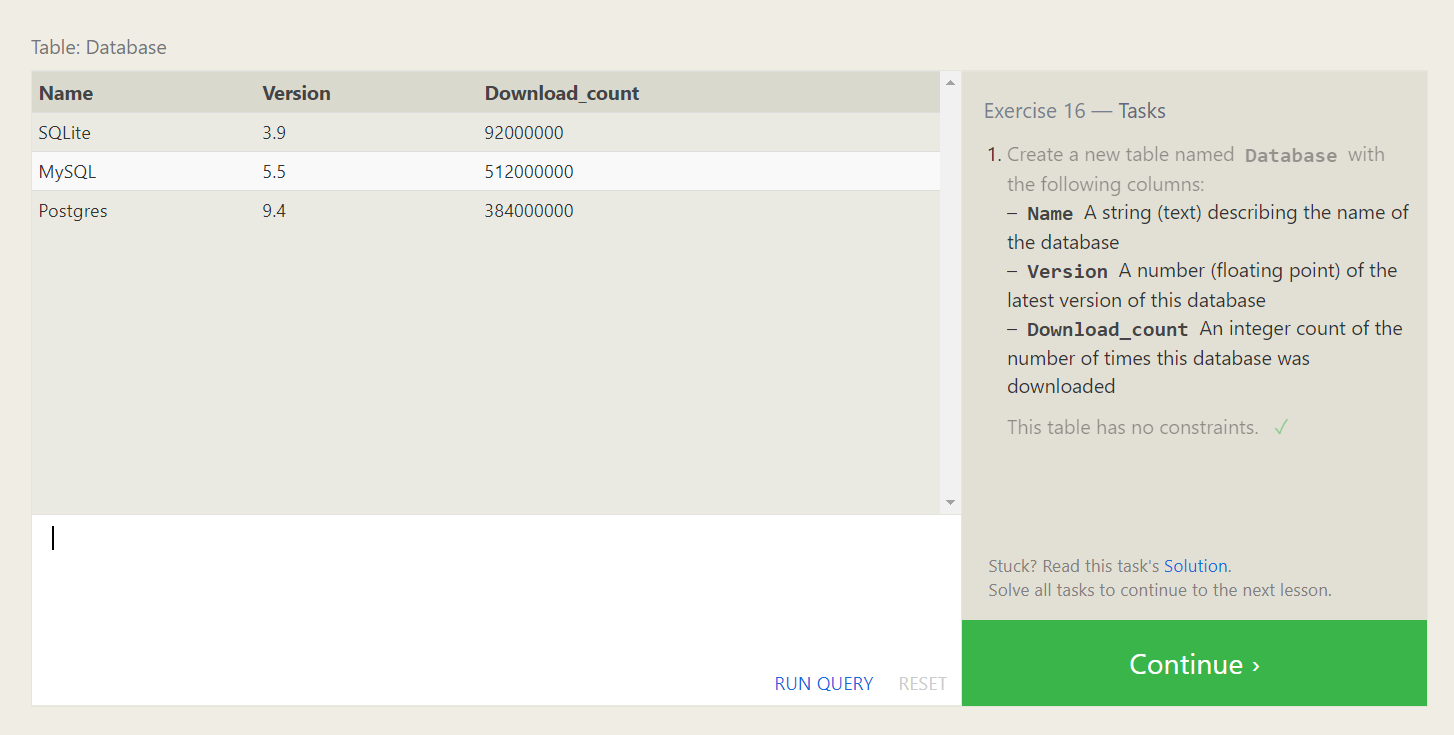 Table: Database
Name Version Download_count
SQLite 3.9 92000000
MySQL 5.5 512000000
Postgres 9.4 384000000
RUN QUERY RESET
Exercise 16 — Tasks
1. Create a new table named Database with
the following columns:
– Name A string (text) describing the name of
the database
– Version A number (floating point) of the
latest version of this database
– Download_count An integer count of the
number of times this database was
downloaded
This table has no constraints. ✓
Stuck? Read this task's Solution.
Solve all tasks to continue to the next lesson.
Continue ›